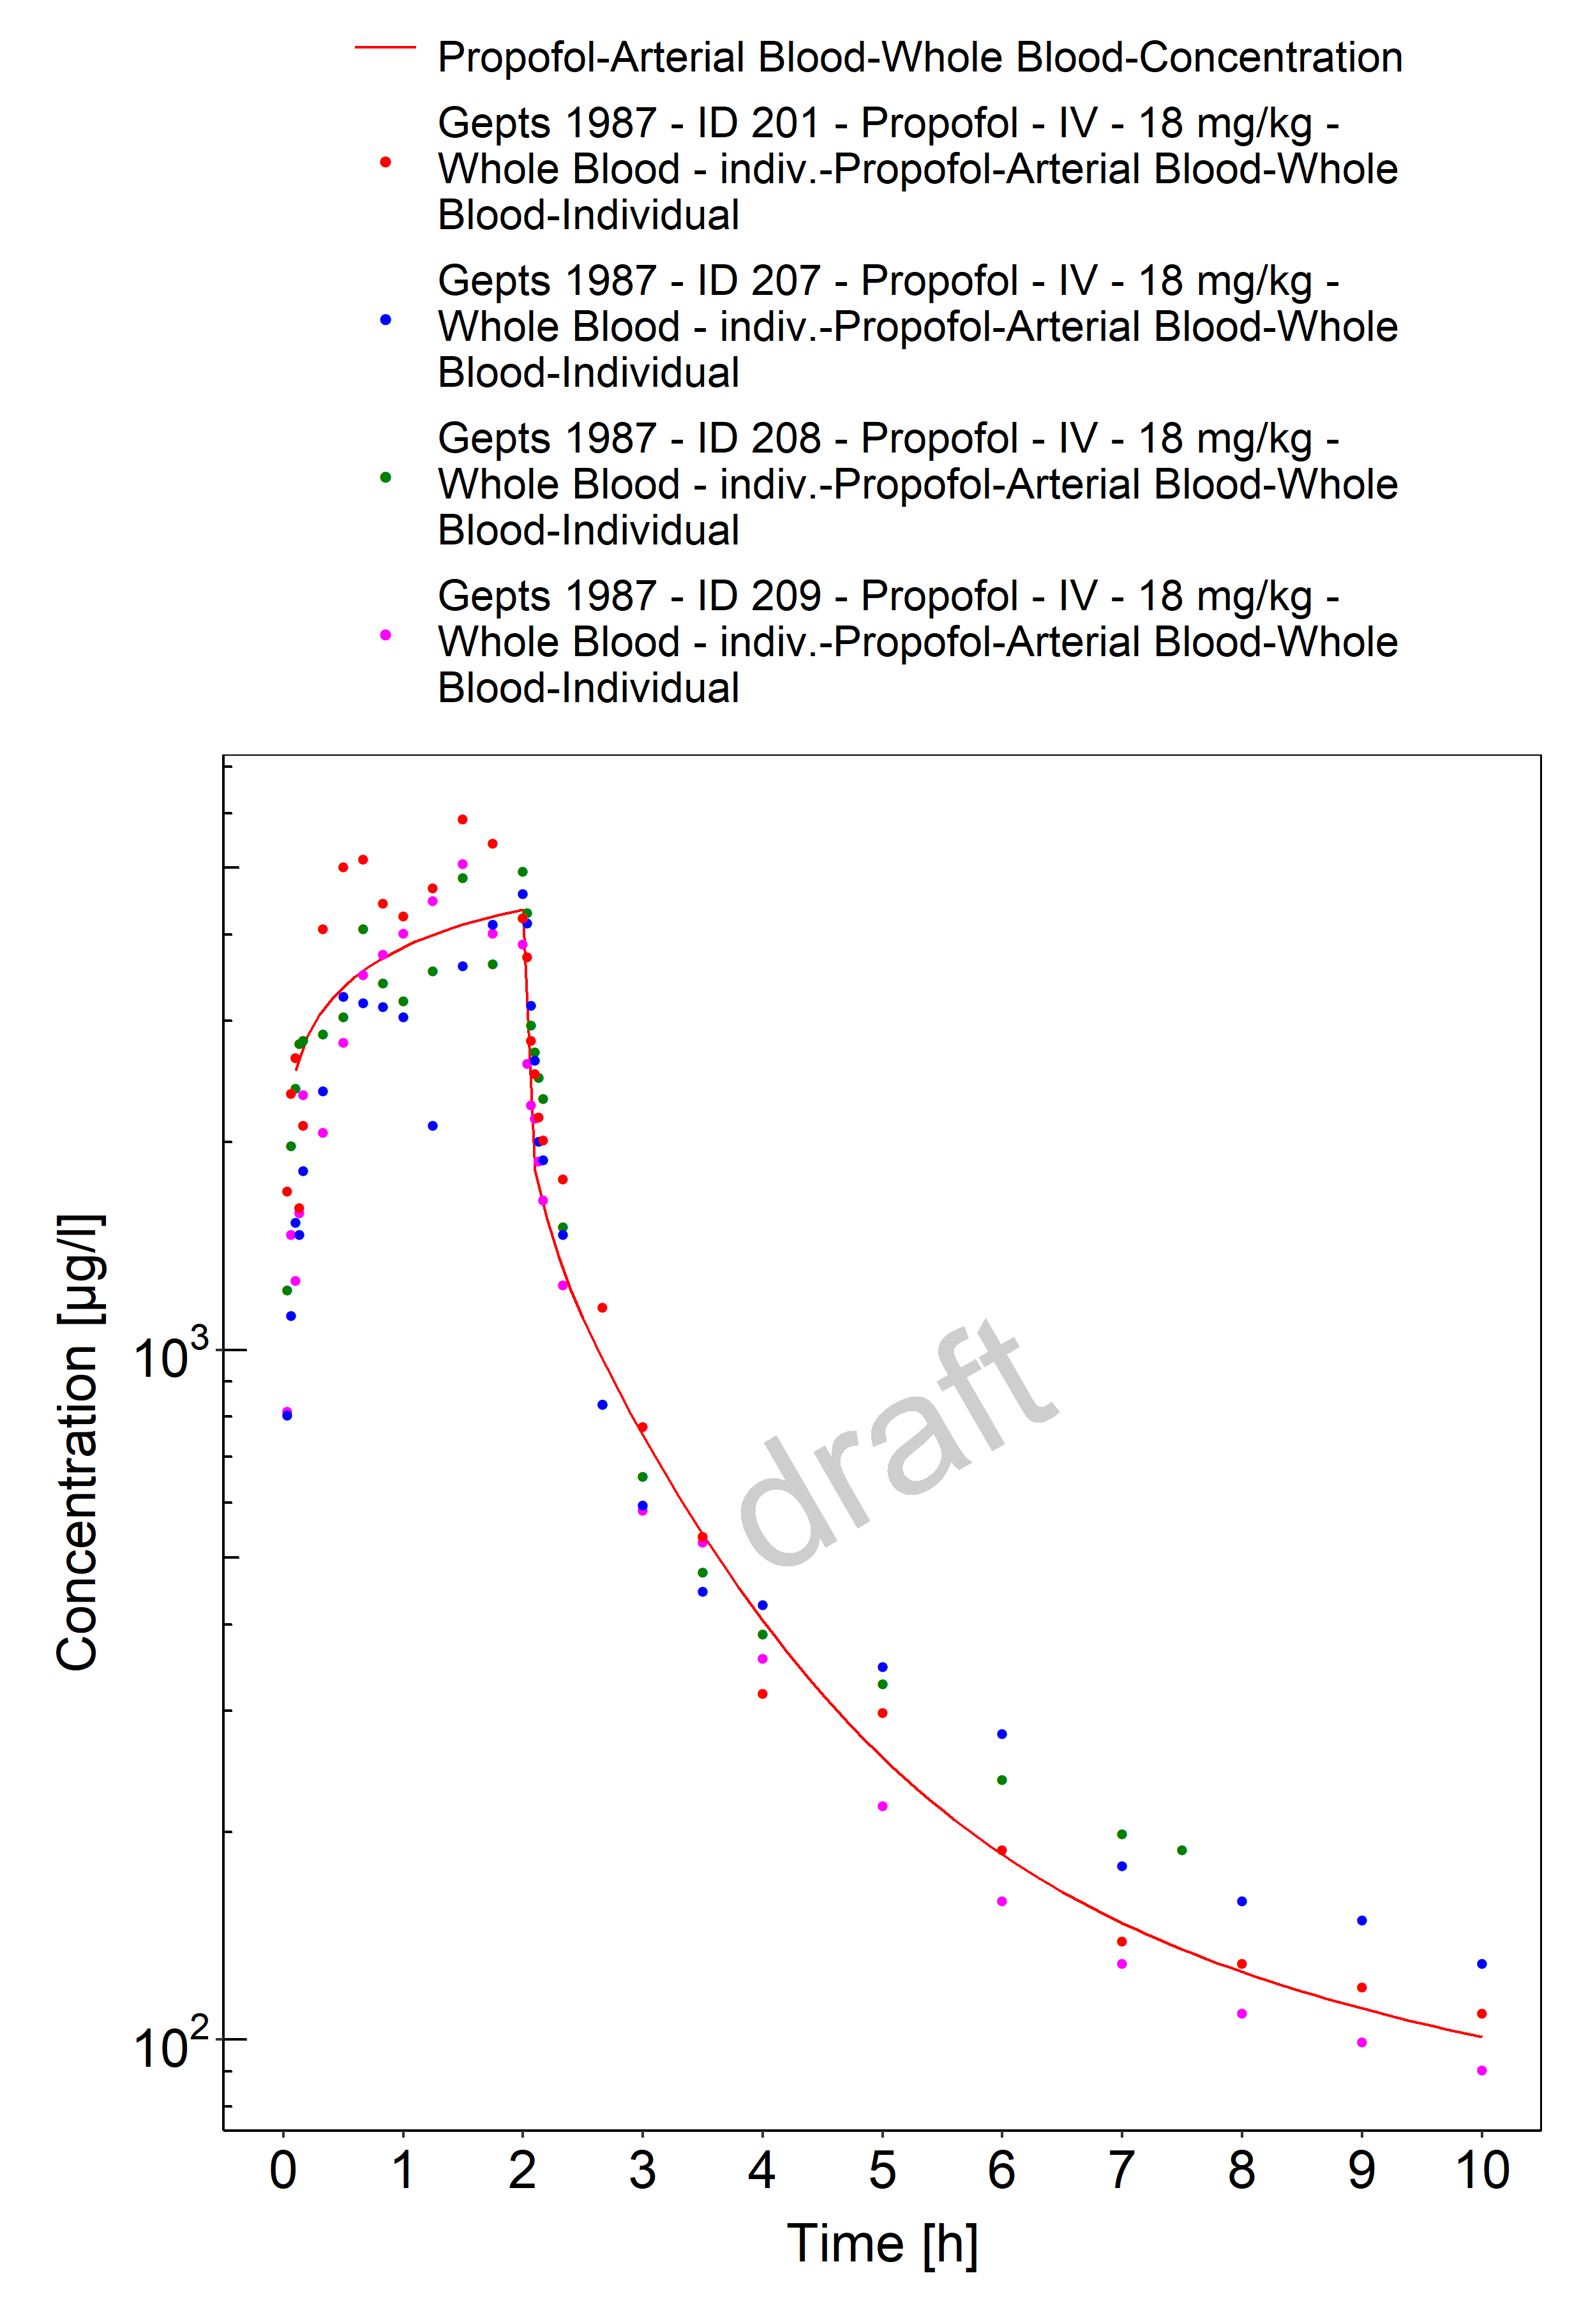 Propofol-Arterial Blood-Whole Blood-Concentration
Gepts 1987 - ID 201 - Propofol - IV - 18 mg/kg -
Whole Blood - indiv.-Propofol-Arterial Blood-Whole
Blood-Individual
Gepts 1987 - ID 207 - Propofol - IV - 18 mg/kg -
Whole Blood - indiv.-Propofol-Arterial Blood-Whole
Blood-Individual
Gepts 1987 - ID 208 - Propofol - IV - 18 mg/kg -
Whole Blood - indiv.-Propofol-Arterial Blood-Whole
Blood-Individual
Gepts 1987 - ID 209 - Propofol - IV - 18 mg/kg -
Whole Blood - indiv.-Propofol-Arterial Blood-Whole
Blood-Individual
Concentration [µg/l]
10³
10²
draft
0 1 2 3 4 5 6 7 8 9 10
Time [h]